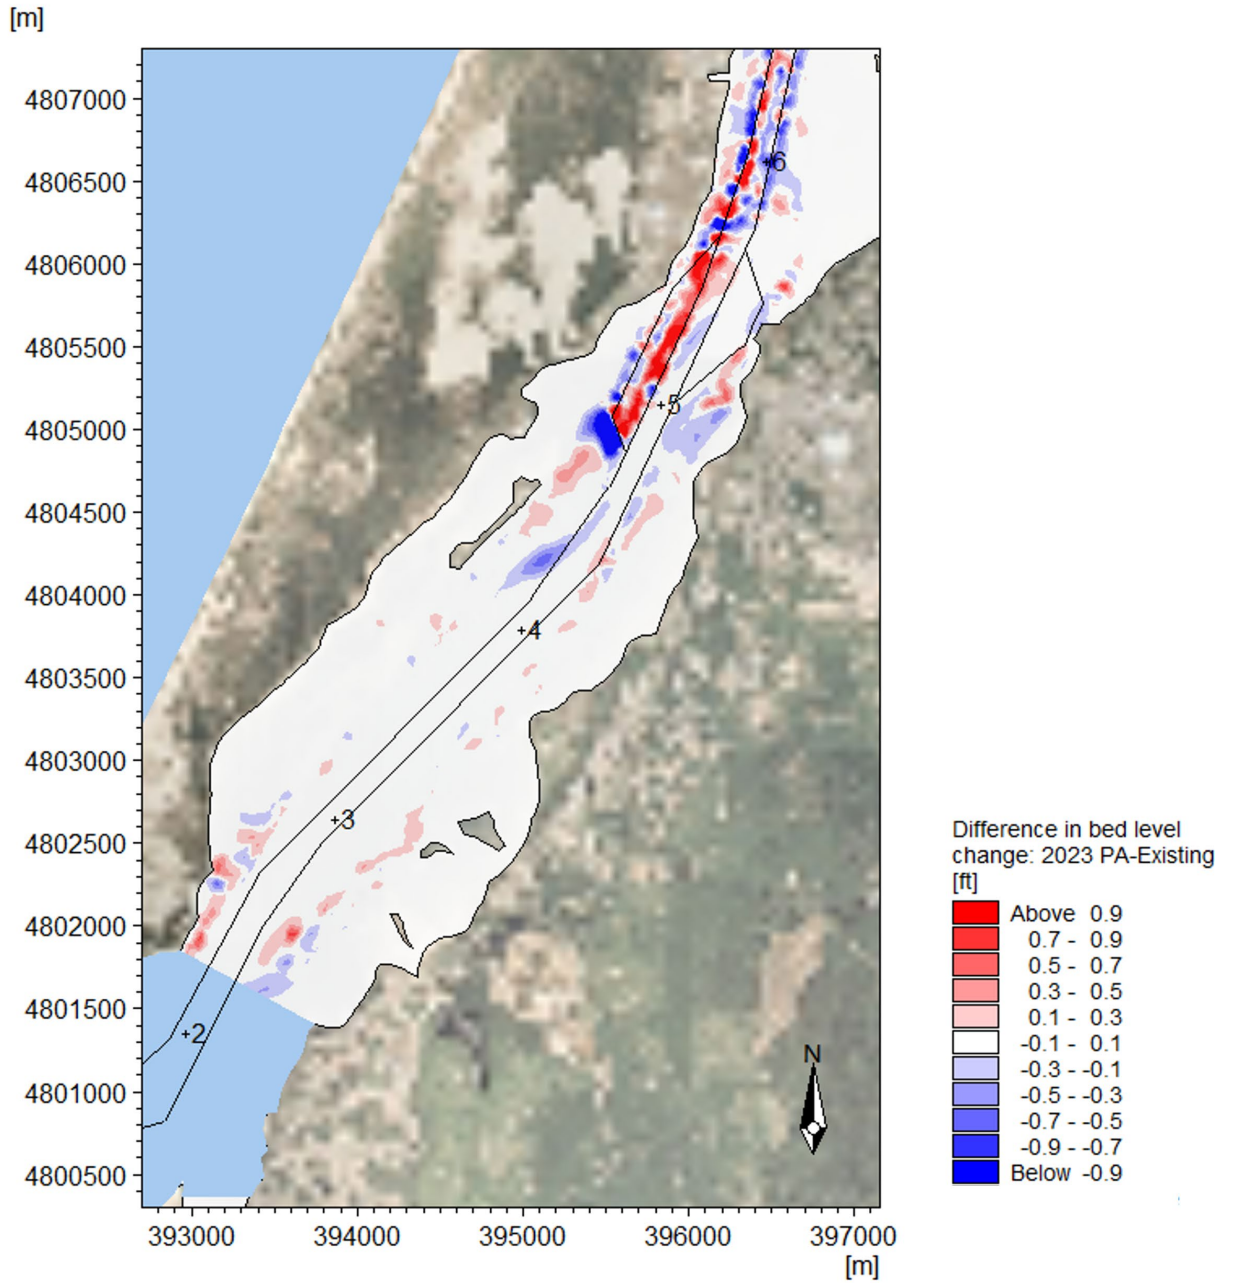 [m]
4807000
4806500
4806000
4805500
4805000
4804500
4804000
4803500
4803000
4802500
4802000
4801500
4801000
4800500
+6
+5
+4
+3
+2
N
393000 394000 395000 396000 397000
[m]
Difference in bed level
change: 2023 PA-Existing
[ft]
Above 0.9
0.7 - 0.9
0.5 - 0.7
0.3 - 0.5
0.1 - 0.3
-0.1 - 0.1
-0.3 - -0.1
-0.5 - -0.3
-0.7 - -0.5
-0.9 - -0.7
Below -0.9